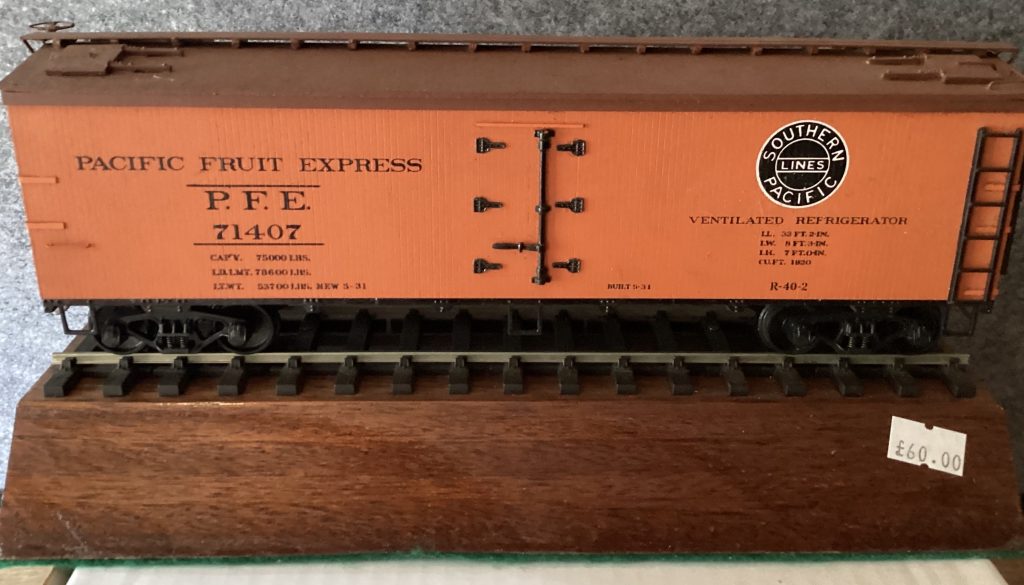 PACIFIC FRUIT EXPRESS
P. F. E.
71407
CAP'Y. 75000 LBS.
LD. LMT. 78600 LBS.
LT. WT. 53700 LBS. NEW 5-31
BUILT 5-31
SOUTHERN
LINES
PACIFIC
VENTILATED REFRIGERATOR
IL. 33 FT. 2-IN.
I.W. 8 FT. 3-IN.
I.H. 7 FT. 0-IN.
CU. FT. 1920
R-40-2
£60.00